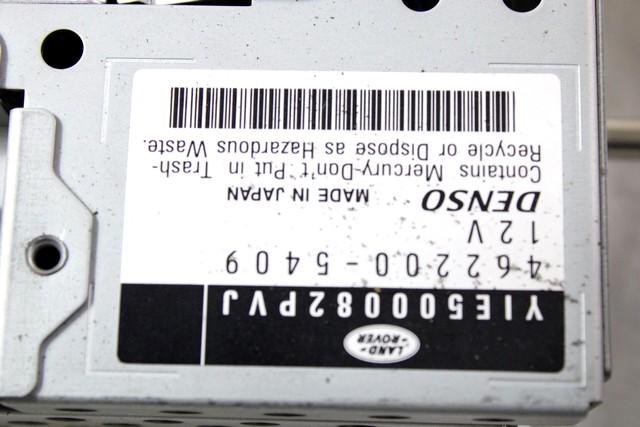 LAND-
-ROVER
YIE500082PVJ
462200-5409
12V
DENSO MADE IN JAPAN
Contains Mercury-Don't Put in Trash-
Recycle or Dispose as Hazardous Waste.